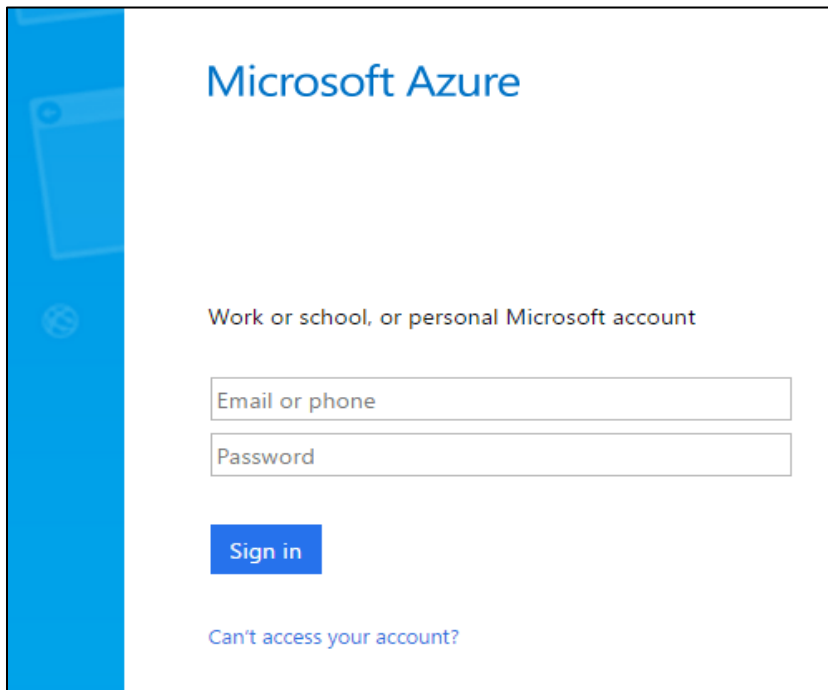 Microsoft Azure
Work or school, or personal Microsoft account
Email or phone
Password
Sign in
Can't access your account?